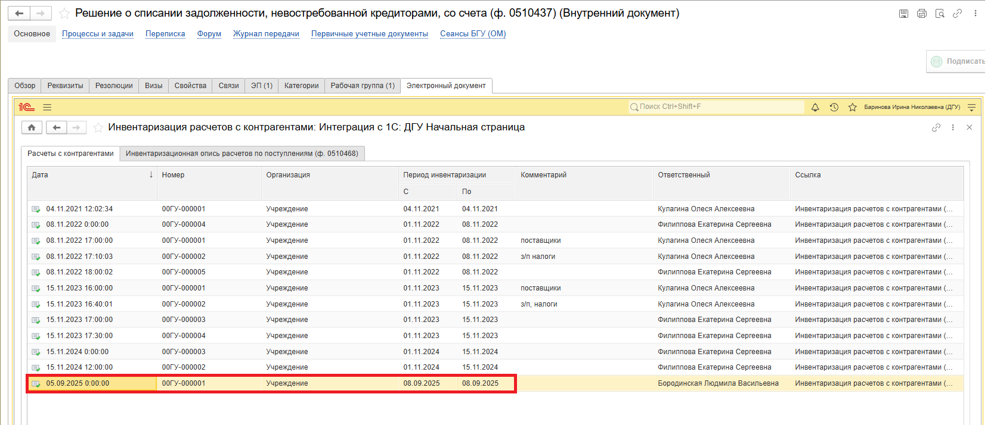 Решение о списании задолженности, невостребованной кредиторами, со счета (ф. 0510437) (Внутренний документ)
Основное Процессы и задачи Переписка Форум Журнал передачи Первичные учетные документы Сеансы БГУ (ОМ)
Подписать
Обзор Реквизиты Резолюции Визы Свойства Связи ЭП (1) Категории Рабочая группа (1) Электронный документ
1С Поиск Ctrl+Shift+F Баринова Ирина Николаевна (ДГУ)
Инвентаризация расчетов с контрагентами: Интеграция с 1С: ДГУ Начальная страница
Расчеты с контрагентами Инвентаризационная опись расчетов по поступлениям (ф. 0510468)
Дата ↓ Номер Организация Период инвентаризации Комментарий Ответственный Ссылка
С По
04.11.2021 12:02:34 00ГУ-000001 Учреждение 04.11.2021 04.11.2021 Кулагина Олеся Алексеевна Инвентаризация расчетов с контрагентами (...
08.11.2022 0:00:00 00ГУ-000004 Учреждение 01.11.2022 08.11.2022 Филиппова Екатерина Сергеевна Инвентаризация расчетов с контрагентами (...
08.11.2022 17:00:00 00ГУ-000001 Учреждение 01.11.2022 08.11.2022 поставщики Кулагина Олеся Алексеевна Инвентаризация расчетов с контрагентами (...
08.11.2022 17:10:03 00ГУ-000002 Учреждение 01.11.2022 08.11.2022 з/п налоги Кулагина Олеся Алексеевна Инвентаризация расчетов с контрагентами (...
08.11.2022 18:00:02 00ГУ-000005 Учреждение 01.11.2022 08.11.2022 Филиппова Екатерина Сергеевна Инвентаризация расчетов с контрагентами (...
15.11.2023 16:00:00 00ГУ-000001 Учреждение 01.11.2023 15.11.2023 поставщики Кулагина Олеся Алексеевна Инвентаризация расчетов с контрагентами (...
15.11.2023 16:40:01 00ГУ-000002 Учреждение 01.11.2023 15.11.2023 з/п, налоги Кулагина Олеся Алексеевна Инвентаризация расчетов с контрагентами (...
15.11.2023 17:00:00 00ГУ-000003 Учреждение 01.11.2023 15.11.2023 Филиппова Екатерина Сергеевна Инвентаризация расчетов с контрагентами (...
15.11.2023 17:30:00 00ГУ-000004 Учреждение 01.11.2023 15.11.2023 Филиппова Екатерина Сергеевна Инвентаризация расчетов с контрагентами (...
15.11.2024 0:00:00 00ГУ-000003 Учреждение 01.11.2024 15.11.2024 Филиппова Екатерина Сергеевна Инвентаризация расчетов с контрагентами (...
15.11.2024 12:00:00 00ГУ-000002 Учреждение 01.11.2024 15.11.2024 Филиппова Екатерина Сергеевна Инвентаризация расчетов с контрагентами (...
05.09.2025 0:00:00 00ГУ-000001 Учреждение 08.09.2025 08.09.2025 Бородинская Людмила Васильевна Инвентаризация расчетов с контрагентами (...